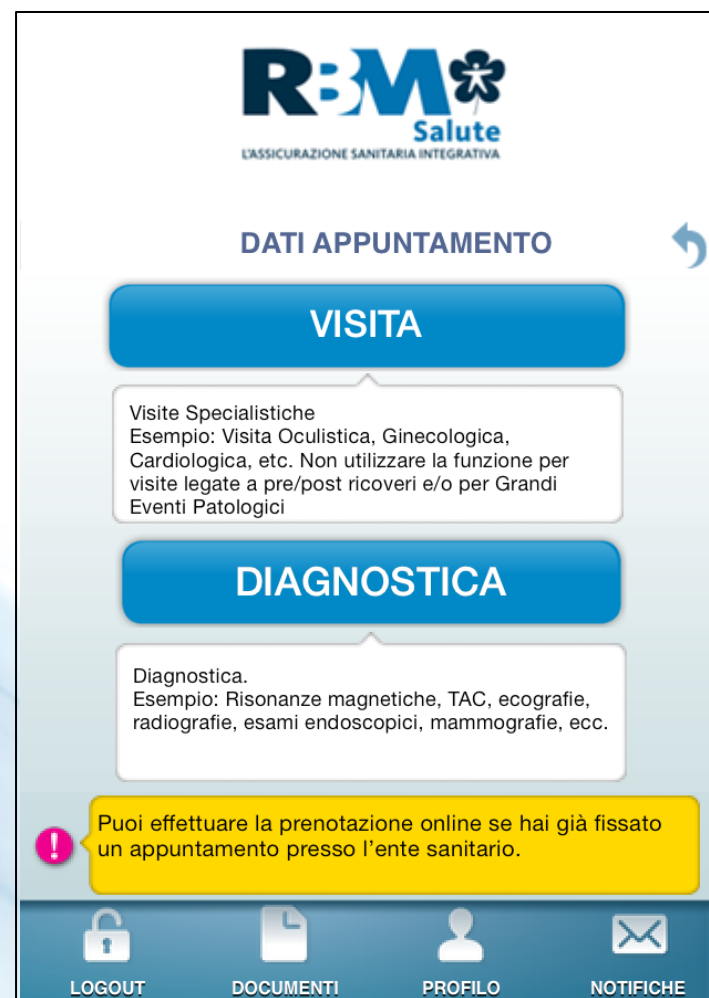 RBM
Salute
L'ASSICURAZIONE SANITARIA INTEGRATIVA
DATI APPUNTAMENTO
VISITA
Visite Specialistiche
Esempio: Visita Oculistica, Ginecologica,
Cardiologica, etc. Non utilizzare la funzione per
visite legate a pre/post ricoveri e/o per Grandi
Eventi Patologici
DIAGNOSTICA
Diagnostica.
Esempio: Risonanze magnetiche, TAC, ecografie,
radiografie, esami endoscopici, mammografie, ecc.
Puoi effettuare la prenotazione online se hai già fissato
un appuntamento presso l'ente sanitario.
LOGOUT DOCUMENTI PROFILO NOTIFICHE